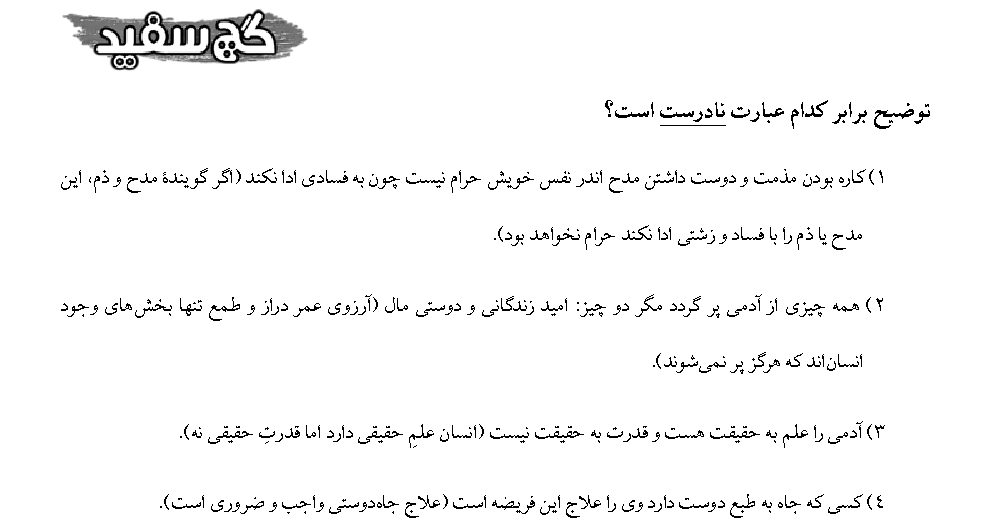 گچ سفید
توضیح برابر کدام عبارت نادرست است؟
۱) کاره بودن مذمت و دوست داشتن مدح اندر نفس خویش حرام نیست چون به فسادی ادا نکند (اگر گویندهٔ مدح و ذم، این
مدح یا ذم را با فساد و زشتی ادا نکند حرام نخواهد بود).
۲) همه چیزی از آدمی پر گردد مگر دو چیز: امید زندگانی و دوستی مال (آرزوی عمر دراز و طمع تنها بخش‌های وجود
انسان‌اند که هرگز پر نمی‌شوند).
۳) آدمی را علم به حقیقت هست و قدرت به حقیقت نیست (انسان علمِ حقیقی دارد اما قدرتِ حقیقی نه).
٤) کسی که جاه به طبع دوست دارد وی را علاج این فریضه است (علاج جاه‌دوستی واجب و ضروری است).